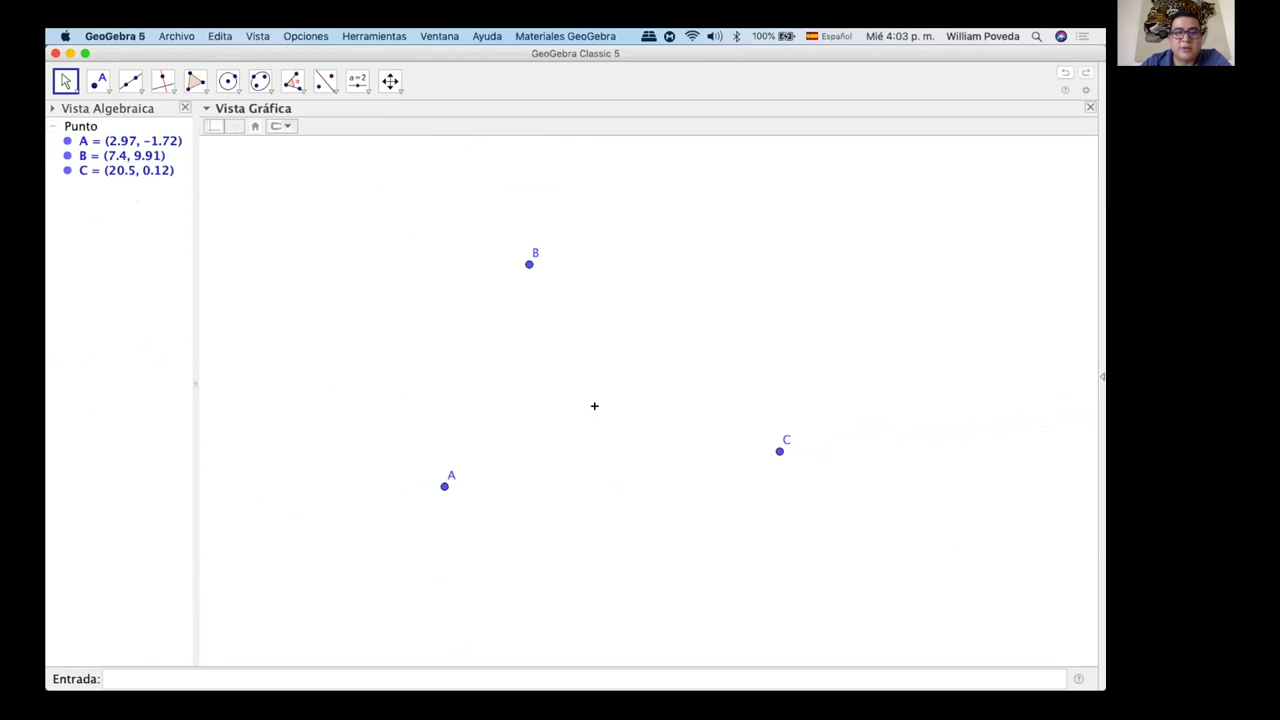 GeoGebra 5 Archivo Edita Vista Opciones Herramientas Ventana Ayuda Materiales GeoGebra 100% Español Mié 4:03 p. m. William Poveda
GeoGebra Classic 5
A
a=2
Vista Algebraica
Vista Gráfica
Punto
A = (2.97, −1.72)
B = (7.4, 9.91)
C = (20.5, 0.12)
B
C
A
Entrada: